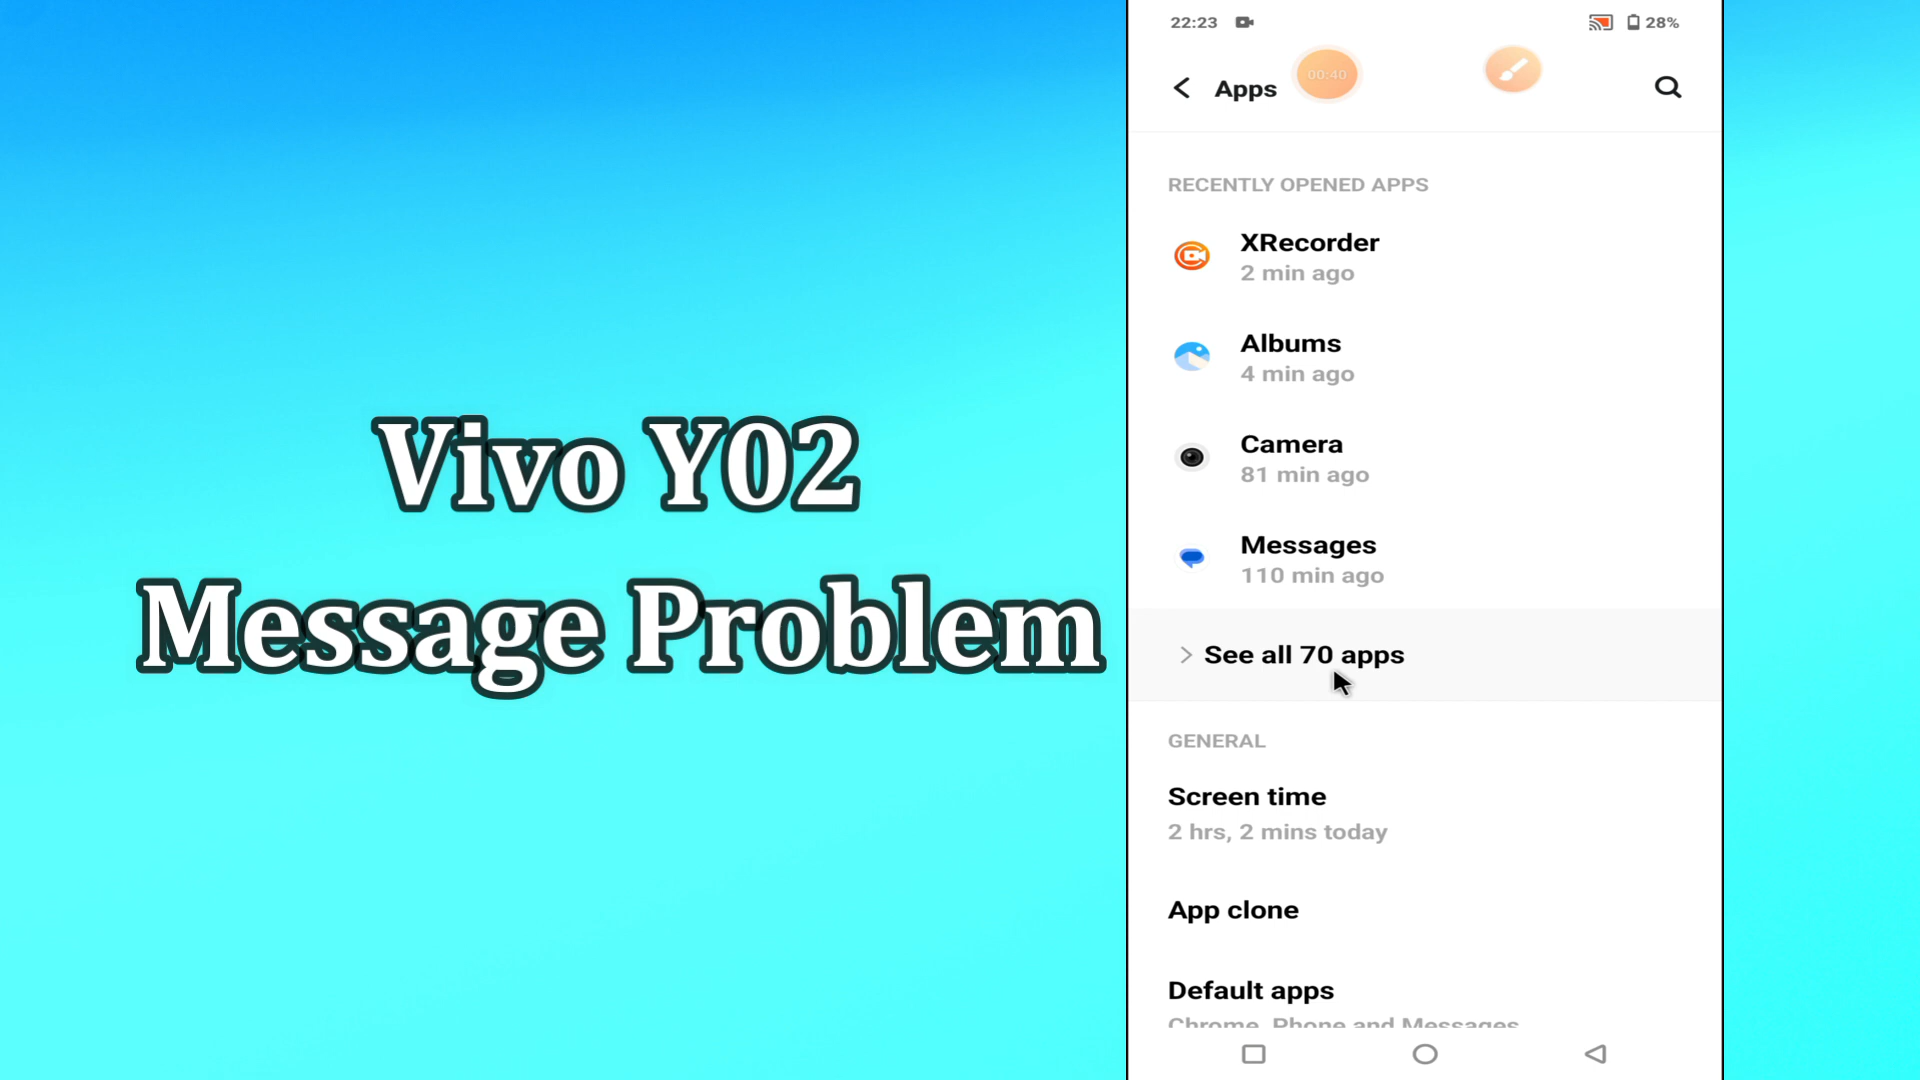 Vivo Y02
Message Problem
22:23
28%
Apps
00:40
RECENTLY OPENED APPS
XRecorder
2 min ago
Albums
4 min ago
Camera
81 min ago
Messages
110 min ago
See all 70 apps
GENERAL
Screen time
2 hrs, 2 mins today
App clone
Default apps
Chrome, Phone and Messages